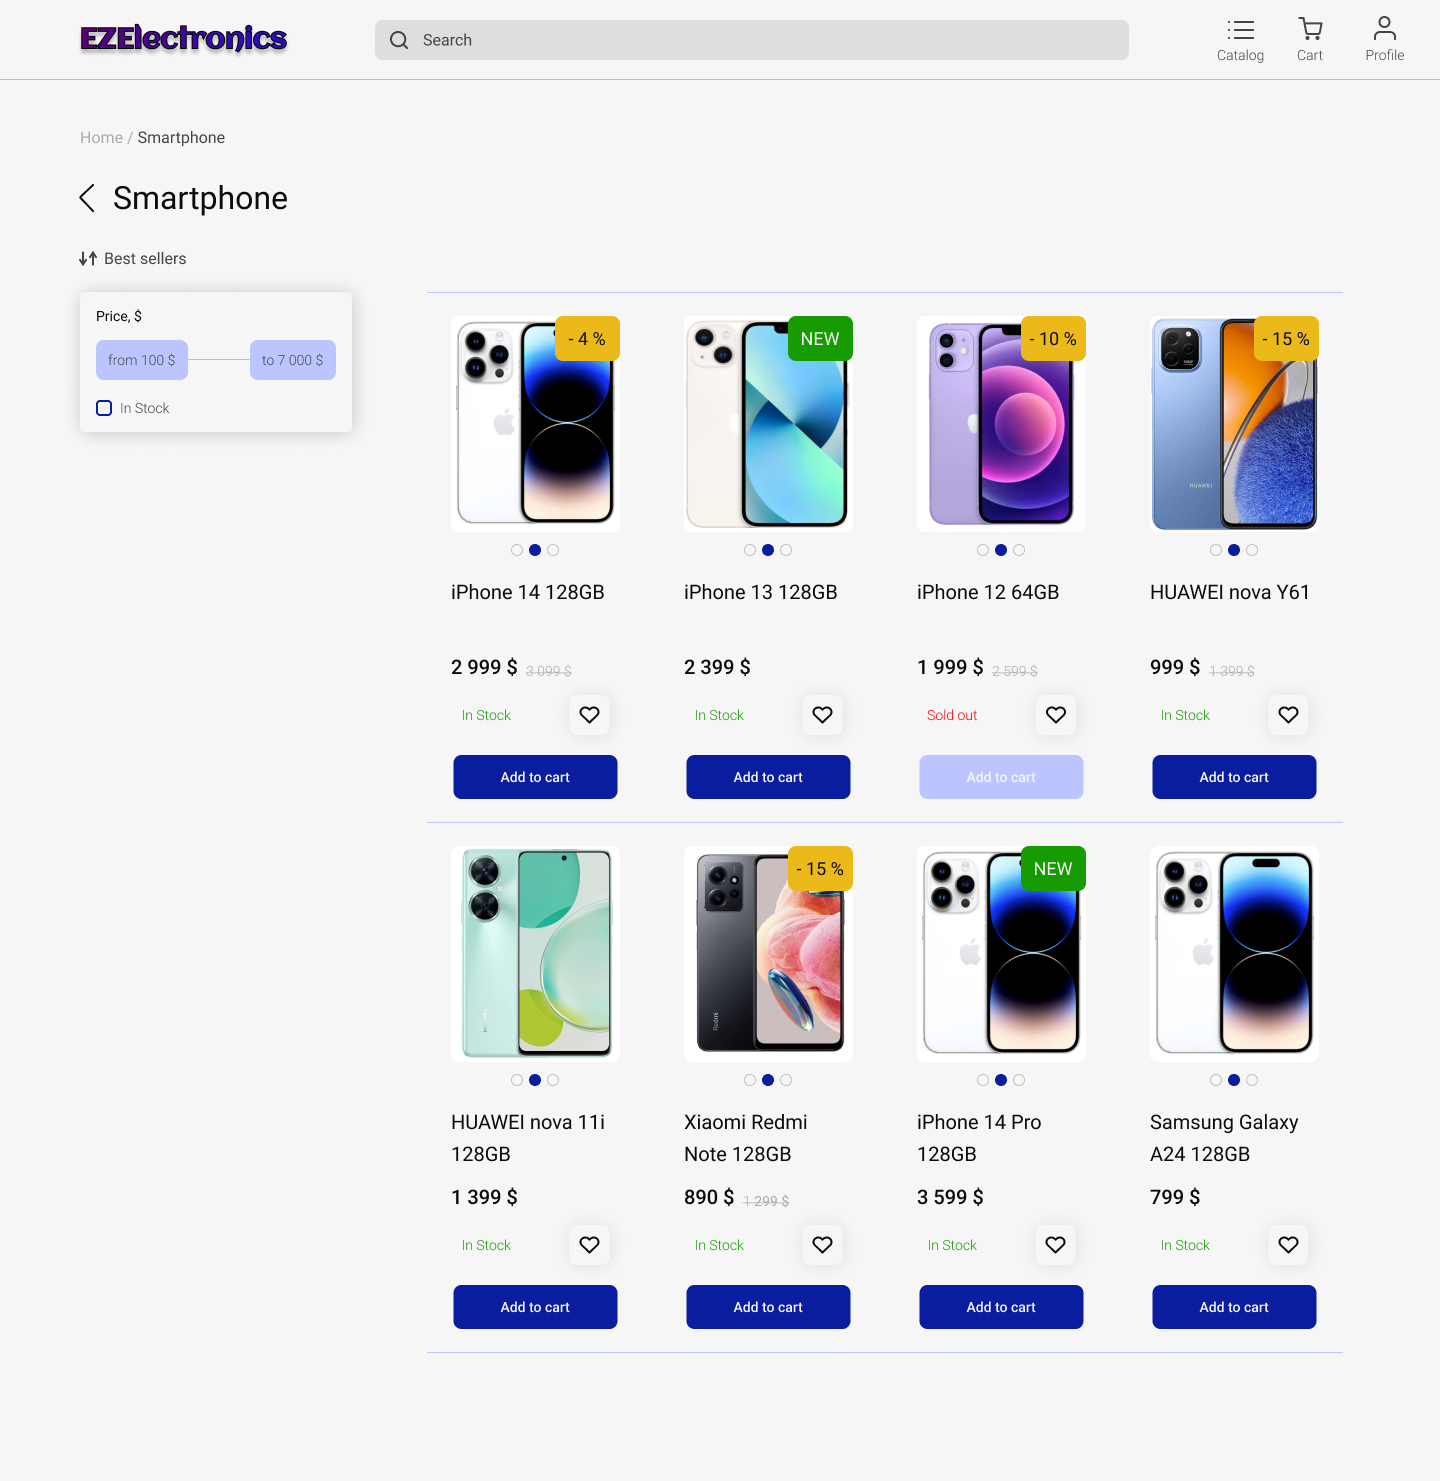 EZElectronics
Search
Catalog
Cart
Profile
Home / Smartphone
Smartphone
Best sellers
Price, $
from 100 $
to 7 000 $
In Stock
- 4 %
NEW
- 10 %
- 15 %
HUAWEI
iPhone 14 128GB
iPhone 13 128GB
iPhone 12 64GB
HUAWEI nova Y61
2 999 $ 3 099 $
2 399 $
1 999 $ 2 599 $
999 $ 1 399 $
In Stock
In Stock
Sold out
In Stock
Add to cart
Add to cart
Add to cart
Add to cart
- 15 %
NEW
Redmi
HUAWEI nova 11i
128GB
Xiaomi Redmi
Note 128GB
iPhone 14 Pro
128GB
Samsung Galaxy
A24 128GB
1 399 $
890 $ 1 299 $
3 599 $
799 $
In Stock
In Stock
In Stock
In Stock
Add to cart
Add to cart
Add to cart
Add to cart